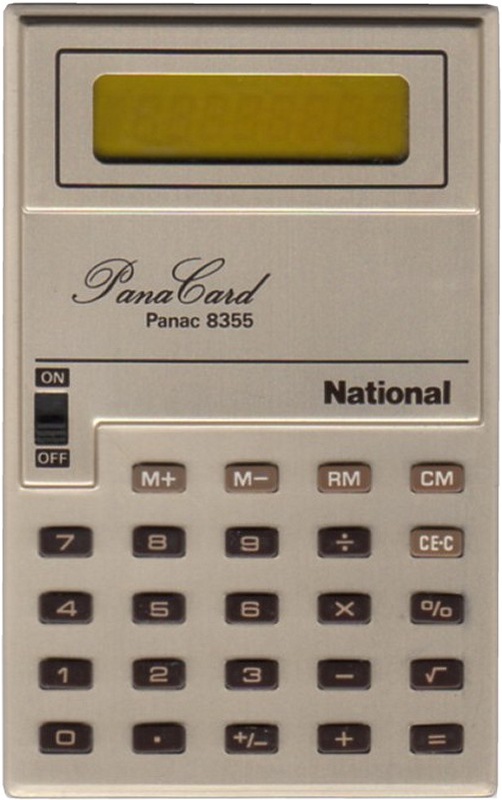 PanaCard
Panac 8355
ON
National
OFF
M+ M− RM CM
7 8 9 ÷ CE·C
4 5 6 × %
1 2 3 − √
0 . +/− + =